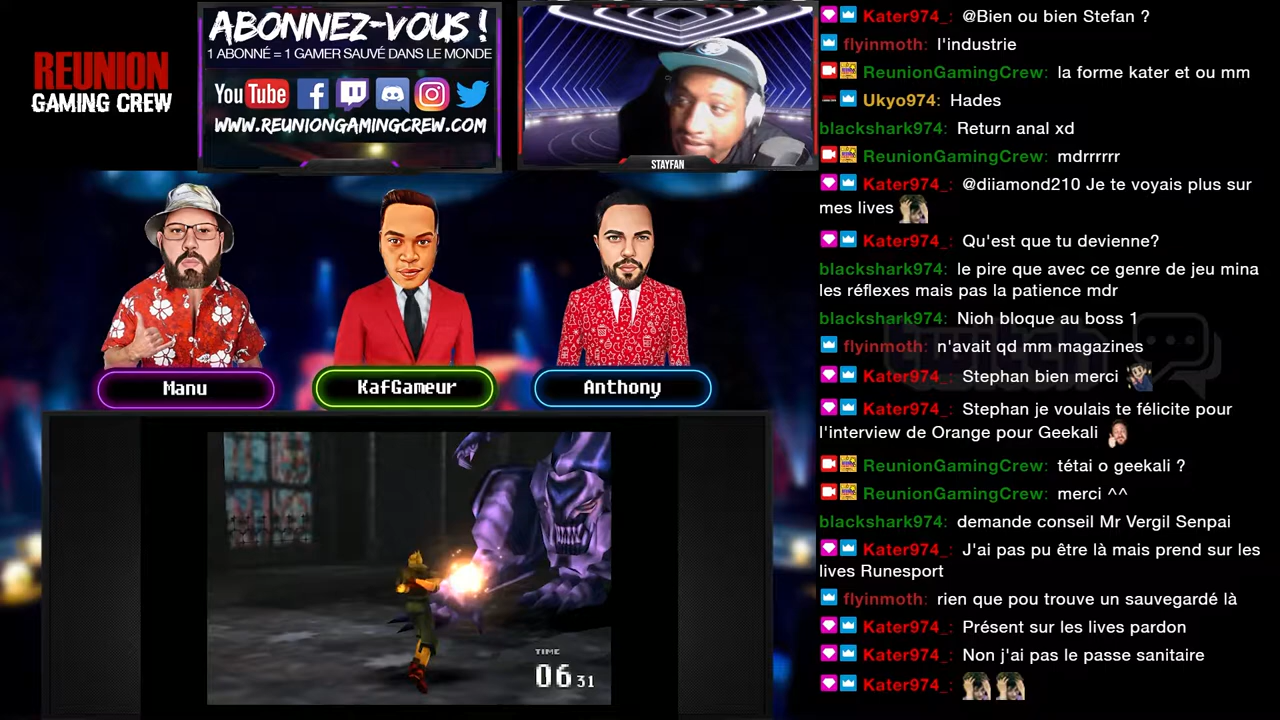 REUNION
GAMING CREW
ABONNEZ-VOUS !
1 ABONNÉ = 1 GAMER SAUVÉ DANS LE MONDE
YouTube
WWW.REUNIONGAMINGCREW.COM
STAYFAN
Manu
KafGameur
Anthony
TIME
06 31
Kater974_: @Bien ou bien Stefan ?
flyinmoth: l'industrie
ReunionGamingCrew: la forme kater et ou mm
Ukyo974: Hades
blackshark974: Return anal xd
ReunionGamingCrew: mdrrrrrr
Kater974_: @diiamond210 Je te voyais plus sur
mes lives
Kater974_: Qu'est que tu devienne?
blackshark974: le pire que avec ce genre de jeu mina
les réflexes mais pas la patience mdr
blackshark974: Nioh bloque au boss 1
flyinmoth: n'avait qd mm magazines
Kater974_: Stephan bien merci
Kater974_: Stephan je voulais te félicite pour
l'interview de Orange pour Geekali
ReunionGamingCrew: tétai o geekali ?
ReunionGamingCrew: merci ^^
blackshark974: demande conseil Mr Vergil Senpai
Kater974_: J'ai pas pu être là mais prend sur les
lives Runesport
flyinmoth: rien que pou trouve un sauvegardé là
Kater974_: Présent sur les lives pardon
Kater974_: Non j'ai pas le passe sanitaire
Kater974_: